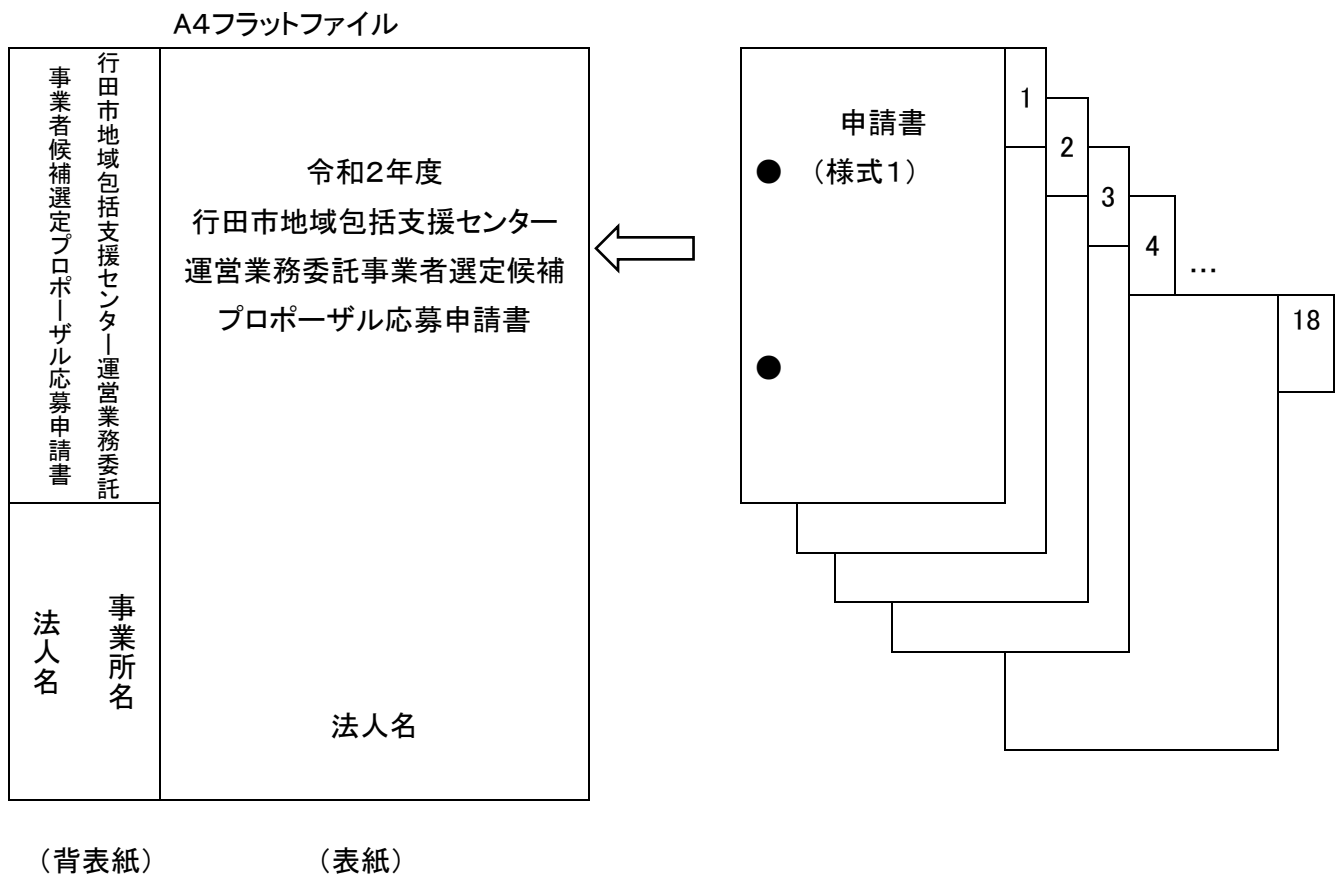 A4フラットファイル
行田市地域包括支援センター運営業務委託
事業者候補選定プロポーザル応募申請書
事業所名
法人名
令和2年度
行田市地域包括支援センター
運営業務委託事業者選定候補
プロポーザル応募申請書
法人名
（背表紙）
（表紙）
申請書
（様式1）
1
2
3
4
…
18